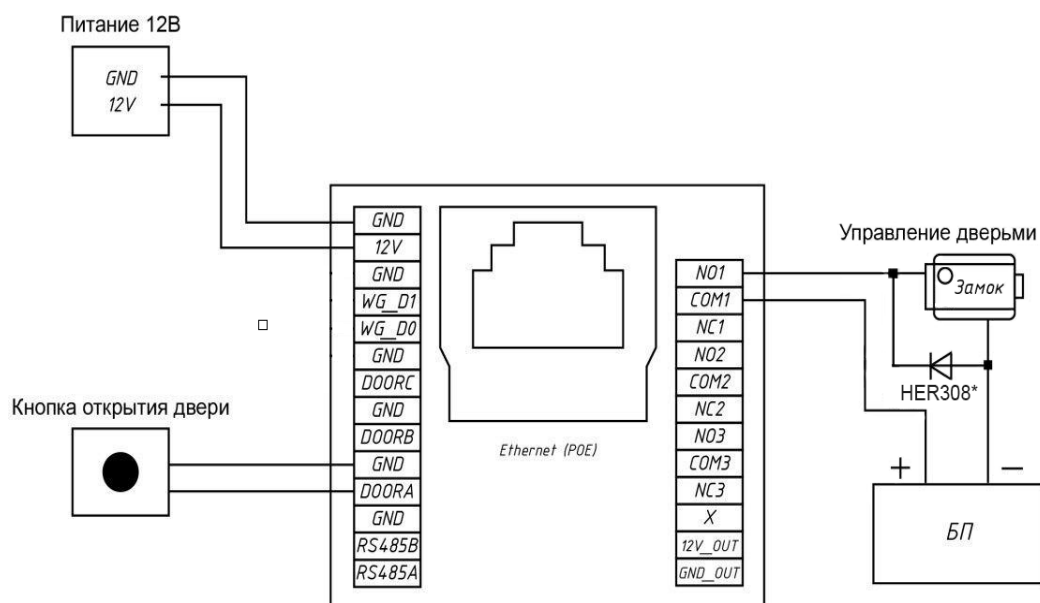 Питание 12В
GND
12V
GND
12V
GND
WG_D1
WG_D0
GND
DOORC
GND
DOORB
GND
DOORA
GND
RS485B
RS485A
Кнопка открытия двери
Ethernet (POE)
NO1
COM1
NC1
NO2
COM2
NC2
NO3
COM3
NC3
X
12V_OUT
GND_OUT
Управление дверьми
Замок
HER308*
+
−
БП